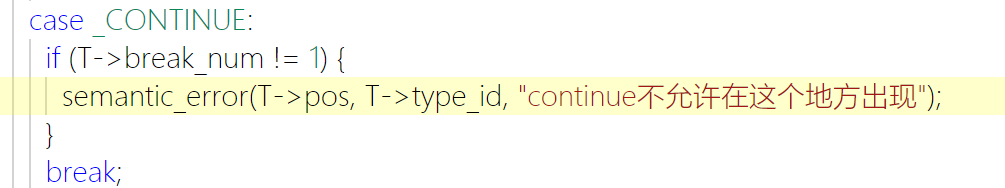 case _CONTINUE:
if (T->break_num != 1) {
semantic_error(T->pos, T->type_id, "continue不允许在这个地方出现");
}
break;